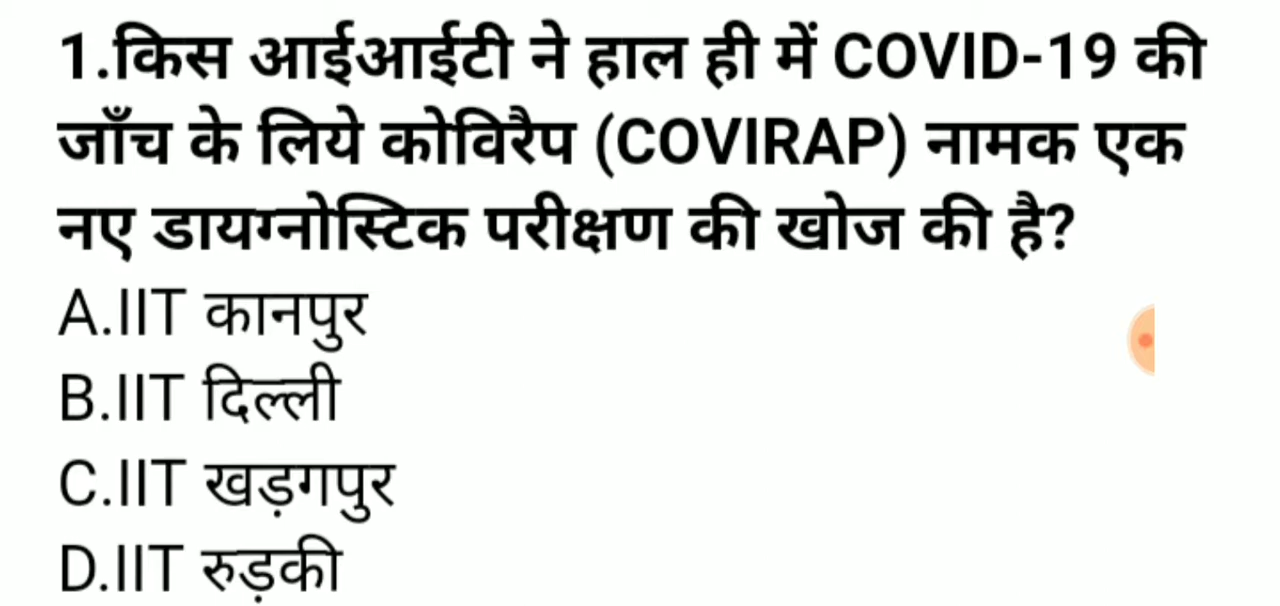 1.किस आईआईटी ने हाल ही में COVID-19 की
जाँच के लिये कोविरैप (COVIRAP) नामक एक
नए डायग्नोस्टिक परीक्षण की खोज की है?
A.IIT कानपुर
B.IIT दिल्ली
C.IIT खड़गपुर
D.IIT रुड़की